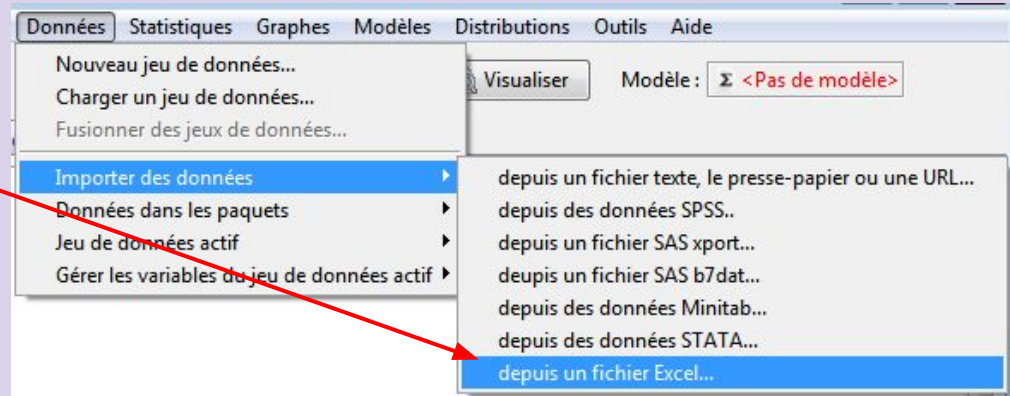 Données Statistiques Graphes Modèles Distributions Outils Aide
Nouveau jeu de données...
Charger un jeu de données...
Fusionner des jeux de données...
Visualiser Modèle : Σ <Pas de modèle>
Importer des données
Données dans les paquets
Jeu de données actif
Gérer les variables du jeu de données actif
depuis un fichier texte, le presse-papier ou une URL...
depuis des données SPSS..
depuis un fichier SAS xport...
deupis un fichier SAS b7dat...
depuis des données Minitab...
depuis des données STATA...
depuis un fichier Excel...